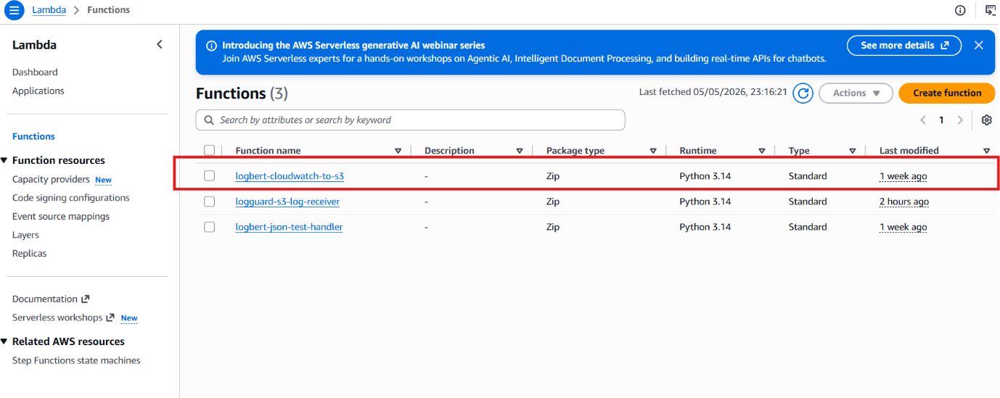 Lambda > Functions
Lambda
Dashboard
Applications
Functions
Function resources
Capacity providers New
Code signing configurations
Event source mappings
Layers
Replicas
Documentation
Serverless workshops New
Related AWS resources
Step Functions state machines
Introducing the AWS Serverless generative AI webinar series
Join AWS Serverless experts for a hands-on workshops on Agentic AI, Intelligent Document Processing, and building real-time APIs for chatbots.
See more details
Functions (3)
Last fetched 05/05/2026, 23:16:21
Actions
Create function
Search by attributes or search by keyword
1
Function name Description Package type Runtime Type Last modified
logbert-cloudwatch-to-s3 - Zip Python 3.14 Standard 1 week ago
logguard-s3-log-receiver - Zip Python 3.14 Standard 2 hours ago
logbert-json-test-handler - Zip Python 3.14 Standard 1 week ago